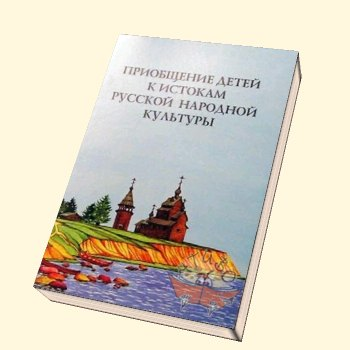 ПРИОБЩЕНИЕ ДЕТЕЙ
К ИСТОКАМ
РУССКОЙ НАРОДНОЙ
КУЛЬТУРЫ